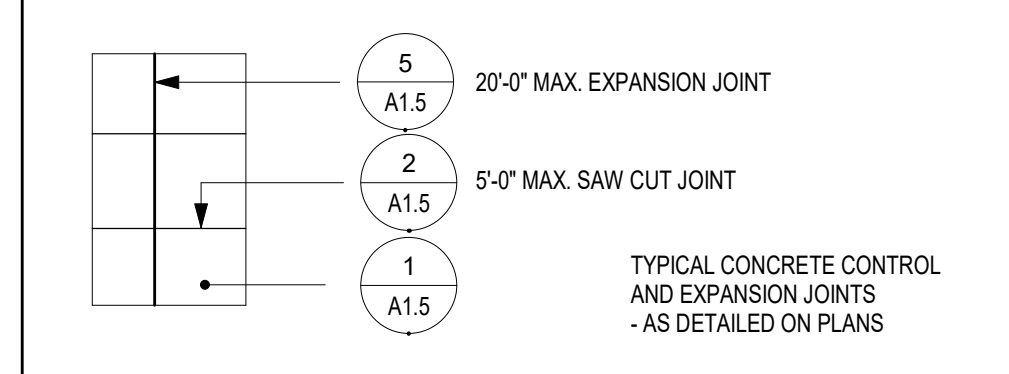 5
A1.5
20'-0" MAX. EXPANSION JOINT
2
A1.5
5'-0" MAX. SAW CUT JOINT
1
A1.5
TYPICAL CONCRETE CONTROL
AND EXPANSION JOINTS
- AS DETAILED ON PLANS